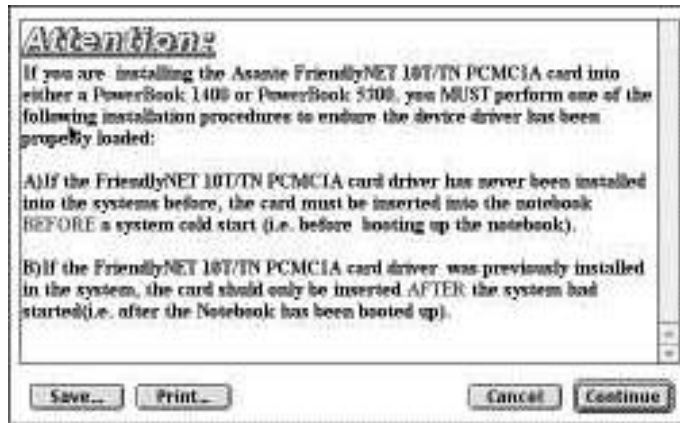 Attention:
If you are installing the Asante FriendlyNET 10T/TN PCMCIA card into
either a PowerBook 1400 or PowerBook 5300, you MUST perform one of the
following installation procedures to endure the device driver has been
properly loaded:
A)If the FriendlyNET 10T/TN PCMCIA card driver has never been installed
into the systems before, the card must be inserted into the notebook
BEFORE a system cold start (i.e. before booting up the notebook).
B)If the FriendlyNET 10T/TN PCMCIA card driver was previously installed
in the system, the card shuld only be inserted AFTER the system had
started(i.e. after the Notebook has been booted up).
Save... Print... Cancel Continue